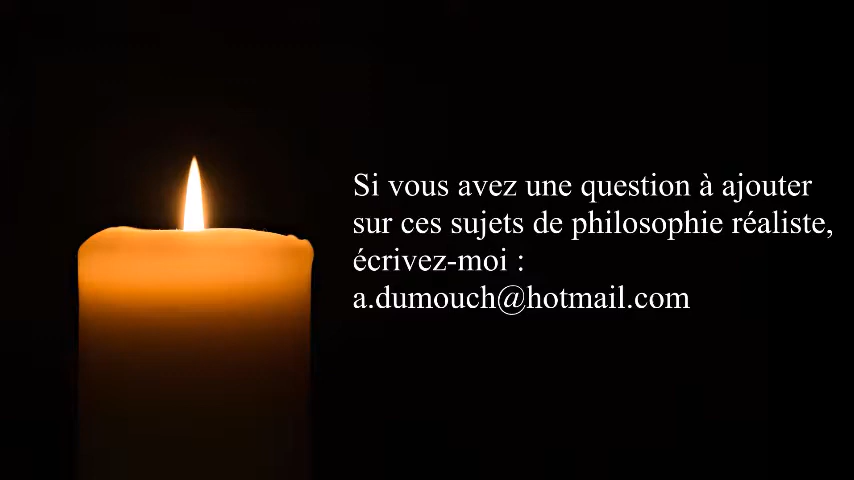 Si vous avez une question à ajouter
sur ces sujets de philosophie réaliste,
écrivez-moi :
a.dumouch@hotmail.com